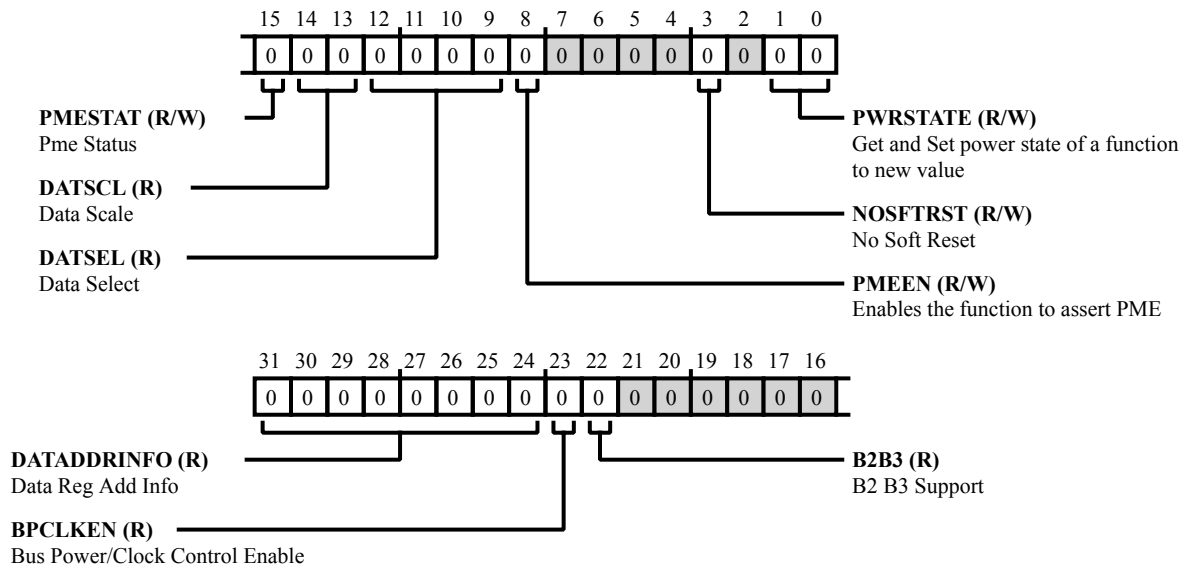 15 14 13 12 11 10 9 8 7 6 5 4 3 2 1 0
0 0 0 0 0 0 0 0 0 0 0 0 0 0 0 0
PMESTAT (R/W)
Pme Status
DATSCL (R)
Data Scale
DATSEL (R)
Data Select
PWRSTATE (R/W)
Get and Set power state of a function
to new value
NOSFTRST (R/W)
No Soft Reset
PMEEN (R/W)
Enables the function to assert PME
31 30 29 28 27 26 25 24 23 22 21 20 19 18 17 16
0 0 0 0 0 0 0 0 0 0 0 0 0 0 0 0
DATADDRINFO (R)
Data Reg Add Info
BPCLKEN (R)
Bus Power/Clock Control Enable
B2B3 (R)
B2 B3 Support